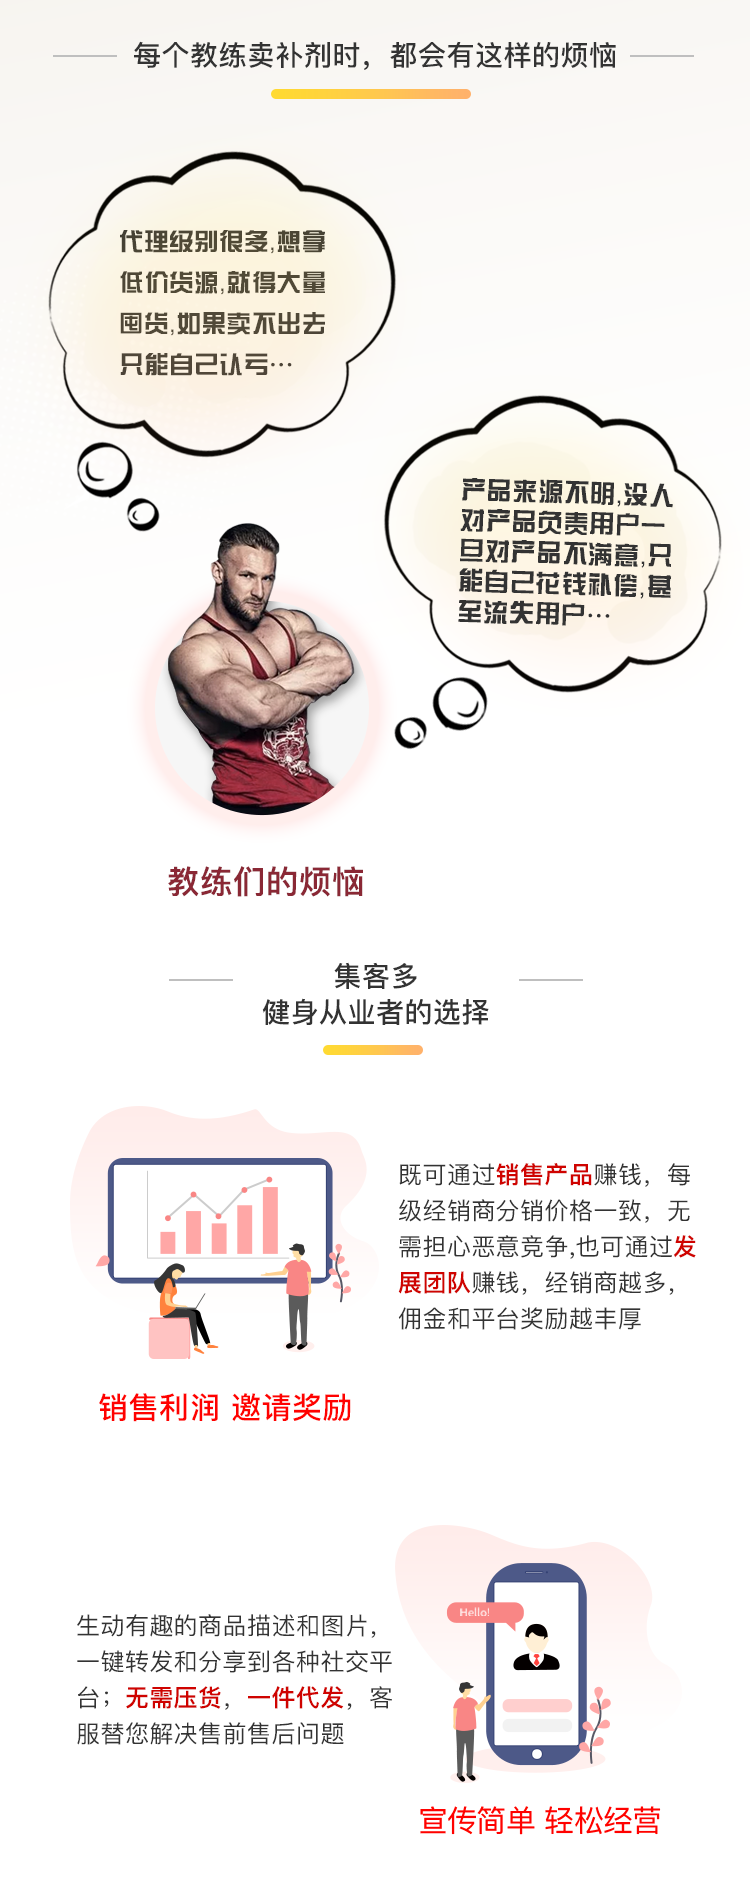 每个教练卖补剂时，都会有这样的烦恼
代理级别很多,想拿
低价货源,就得大量
囤货,如果卖不出去
只能自己认亏…
产品来源不明,没人
对产品负责用户一
旦对产品不满意,只
能自己花钱补偿,甚
至流失用户…
教练们的烦恼
集客多
健身从业者的选择
既可通过销售产品赚钱，每
级经销商分销价格一致，无
需担心恶意竞争,也可通过发
展团队赚钱，经销商越多，
佣金和平台奖励越丰厚
销售利润 邀请奖励
生动有趣的商品描述和图片，
一键转发和分享到各种社交平
台；无需压货，一件代发，客
服替您解决售前售后问题
Hello!
宣传简单 轻松经营